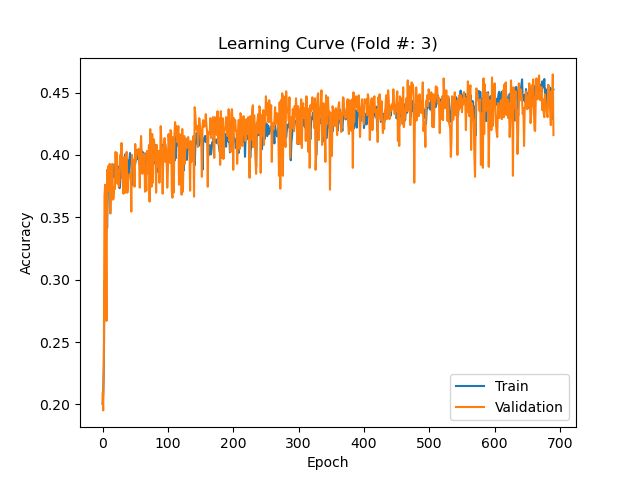 Learning Curve (Fold #: 3)
Accuracy
0.45
0.40
0.35
0.30
0.25
0.20
0 100 200 300 400 500 600 700
Epoch
Train
Validation